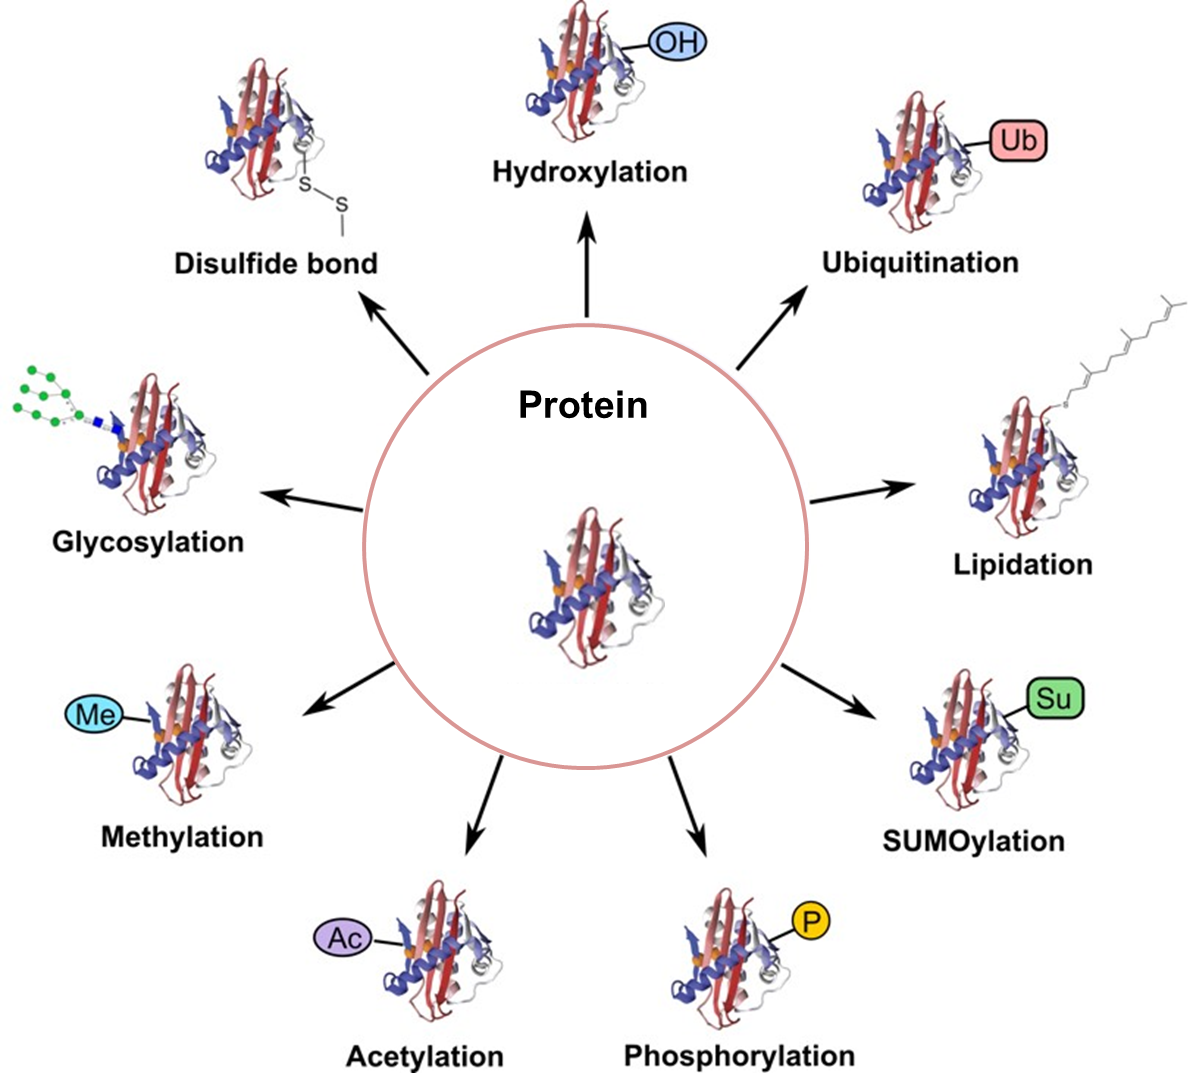 OH
Hydroxylation
Ub
Ubiquitination
S
Lipidation
Su
SUMOylation
P
Phosphorylation
Ac
Acetylation
Me
Methylation
Glycosylation
S
S
Disulfide bond
Protein